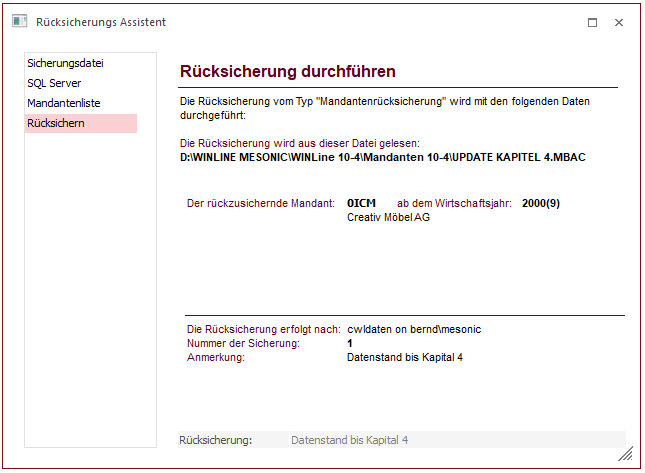 Rücksicherungs Assistent
Sicherungsdatei
SQL Server
Mandantenliste
Rücksichern
Rücksicherung durchführen
Die Rücksicherung vom Typ "Mandantenrücksicherung" wird mit den folgenden Daten
durchgeführt:
Die Rücksicherung wird aus dieser Datei gelesen:
D:\WINLINE MESONIC\WINLine 10-4\Mandanten 10-4\UPDATE KAPITEL 4.MBAC
Der rückzusichernde Mandant: 0ICM ab dem Wirtschaftsjahr: 2000(9)
Creativ Möbel AG
Die Rücksicherung erfolgt nach: cwldaten on bernd\mesonic
Nummer der Sicherung: 1
Anmerkung: Datenstand bis Kapital 4
Rücksicherung: Datenstand bis Kapital 4